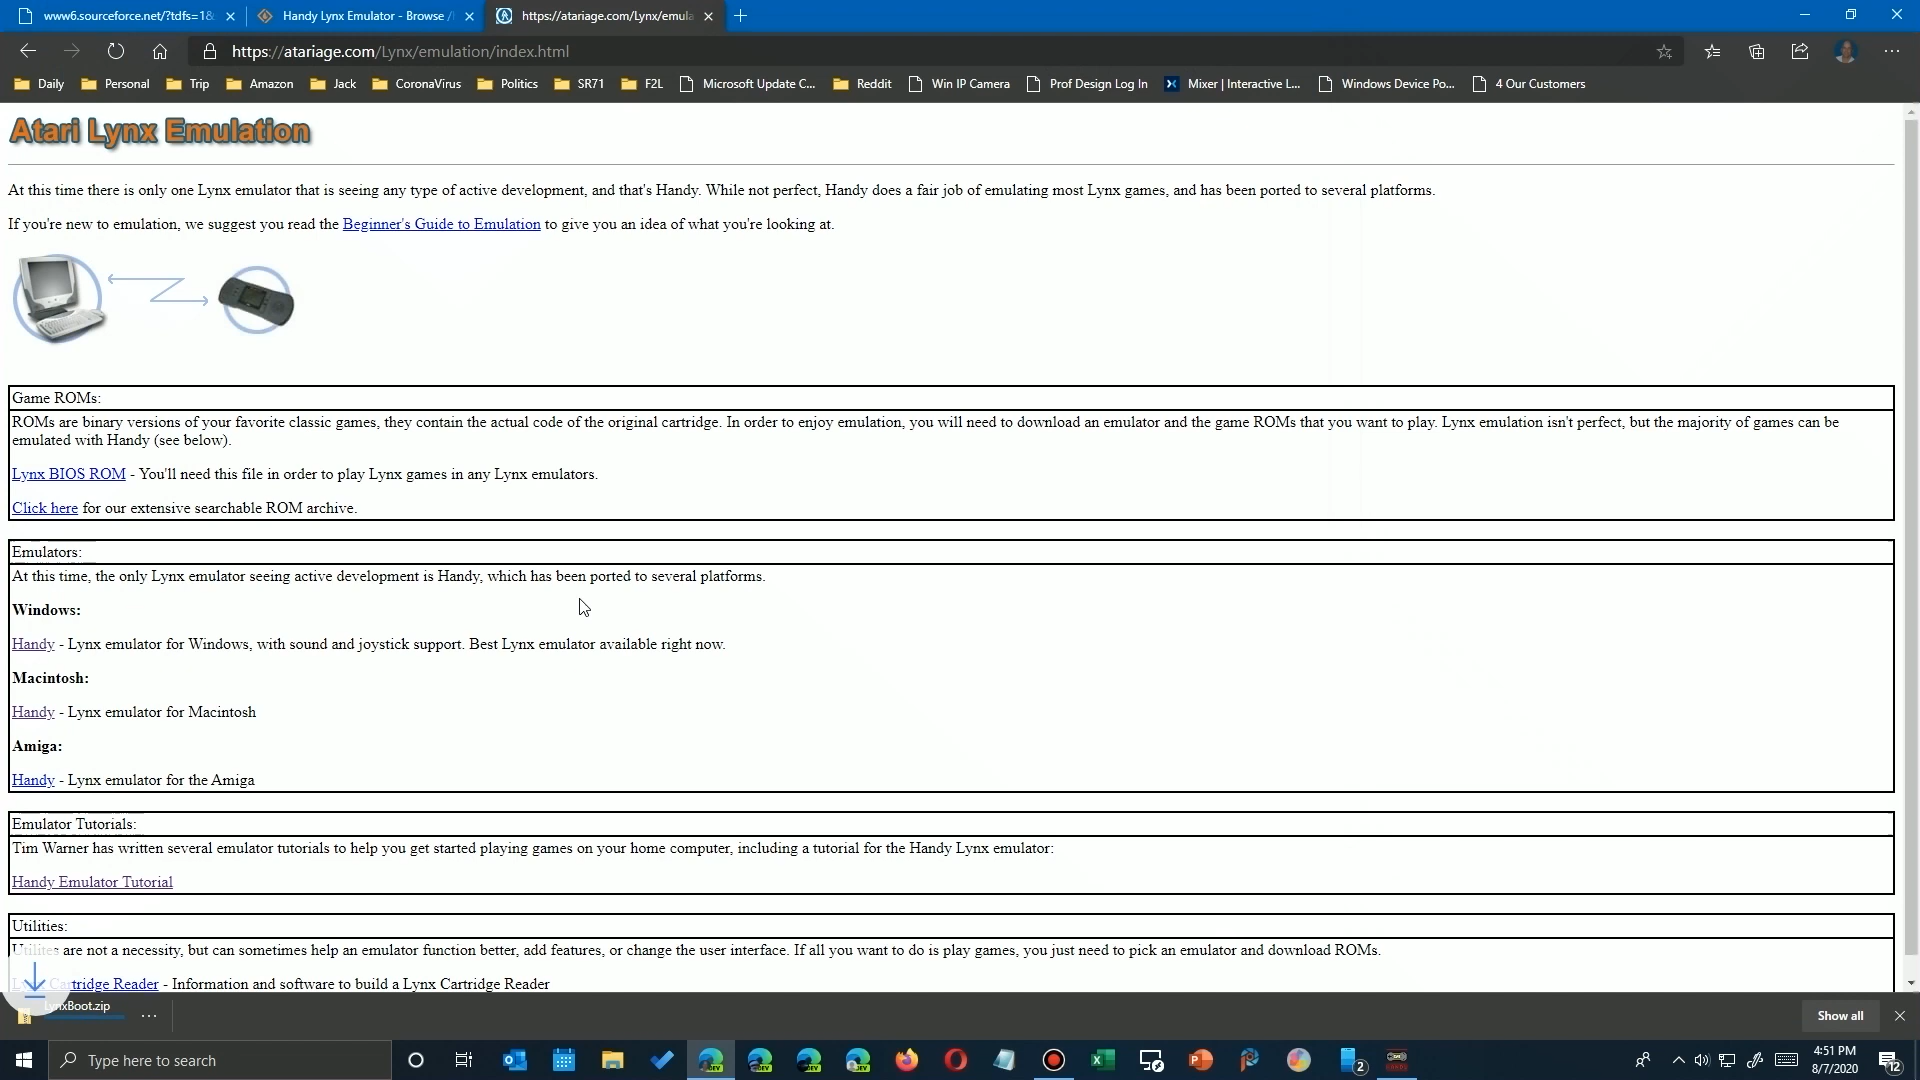 www6.sourceforce.net/?tdfs=1&
Handy Lynx Emulator - Browse /
https://atariage.com/Lynx/emula
https://atariage.com/Lynx/emulation/index.html
Daily
Personal
Trip
Amazon
Jack
CoronaVirus
Politics
SR71
F2L
Microsoft Update C...
Reddit
Win IP Camera
Prof Design Log In
Mixer | Interactive L...
Windows Device Po...
4 Our Customers
Atari Lynx Emulation
At this time there is only one Lynx emulator that is seeing any type of active development, and that's Handy. While not perfect, Handy does a fair job of emulating most Lynx games, and has been ported to several platforms.
If you're new to emulation, we suggest you read the Beginner's Guide to Emulation to give you an idea of what you're looking at.
Game ROMs:
ROMs are binary versions of your favorite classic games, they contain the actual code of the original cartridge. In order to enjoy emulation, you will need to download an emulator and the game ROMs that you want to play. Lynx emulation isn't perfect, but the majority of games can be
emulated with Handy (see below).
Lynx BIOS ROM - You'll need this file in order to play Lynx games in any Lynx emulators.
Click here for our extensive searchable ROM archive.
Emulators:
At this time, the only Lynx emulator seeing active development is Handy, which has been ported to several platforms.
Windows:
Handy - Lynx emulator for Windows, with sound and joystick support. Best Lynx emulator available right now.
Macintosh:
Handy - Lynx emulator for Macintosh
Amiga:
Handy - Lynx emulator for the Amiga
Emulator Tutorials:
Tim Warner has written several emulator tutorials to help you get started playing games on your home computer, including a tutorial for the Handy Lynx emulator:
Handy Emulator Tutorial
Utilities:
Utilites are not a necessity, but can sometimes help an emulator function better, add features, or change the user interface. If all you want to do is play games, you just need to pick an emulator and download ROMs.
Lynx Cartridge Reader - Information and software to build a Lynx Cartridge Reader
LynxBoot.zip
Show all
Type here to search
DEV
DEV
DEV
DEV
2
4:51 PM
8/7/2020
12